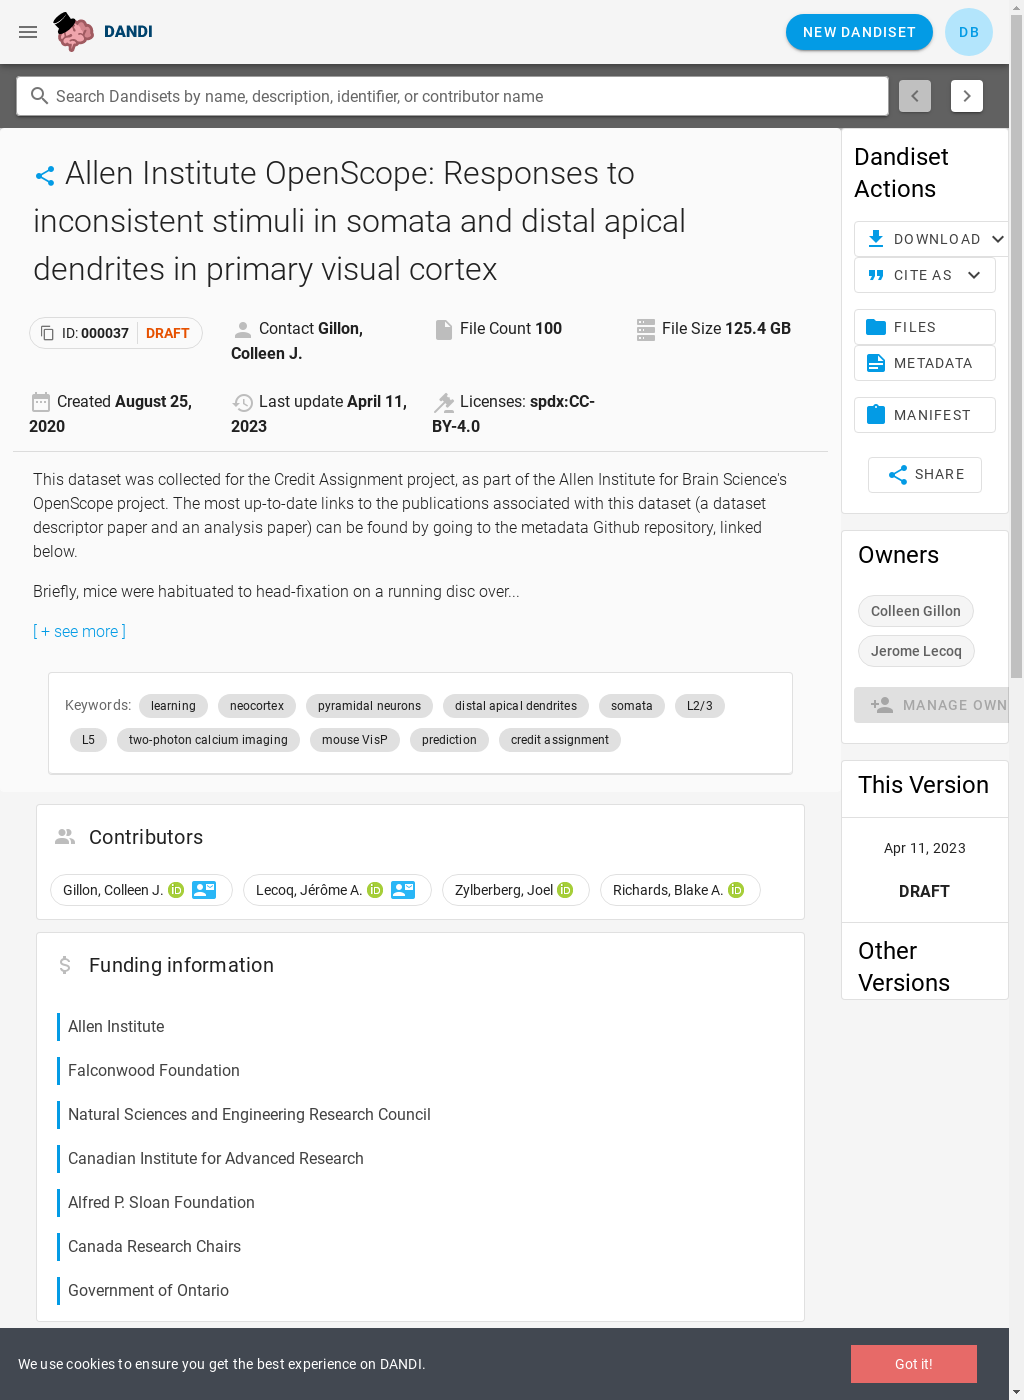 DANDI
NEW DANDISET
DB
Search Dandisets by name, description, identifier, or contributor name
Allen Institute OpenScope: Responses to
inconsistent stimuli in somata and distal apical
dendrites in primary visual cortex
ID: 000037 DRAFT
Contact Gillon,
Colleen J.
File Count 100
File Size 125.4 GB
Created August 25,
2020
Last update April 11,
2023
Licenses: spdx:CC-
BY-4.0
This dataset was collected for the Credit Assignment project, as part of the Allen Institute for Brain Science's
OpenScope project. The most up-to-date links to the publications associated with this dataset (a dataset
descriptor paper and an analysis paper) can be found by going to the metadata Github repository, linked
below.
Briefly, mice were habituated to head-fixation on a running disc over...
[ + see more ]
Keywords: learning neocortex pyramidal neurons distal apical dendrites somata L2/3
L5 two-photon calcium imaging mouse VisP prediction credit assignment
Contributors
Gillon, Colleen J. iD Lecoq, Jérôme A. iD Zylberberg, Joel iD Richards, Blake A. iD
Funding information
Allen Institute
Falconwood Foundation
Natural Sciences and Engineering Research Council
Canadian Institute for Advanced Research
Alfred P. Sloan Foundation
Canada Research Chairs
Government of Ontario
Dandiset
Actions
DOWNLOAD
CITE AS
FILES
METADATA
MANIFEST
SHARE
Owners
Colleen Gillon
Jerome Lecoq
MANAGE OWN
This Version
Apr 11, 2023
DRAFT
Other
Versions
We use cookies to ensure you get the best experience on DANDI.
Got it!